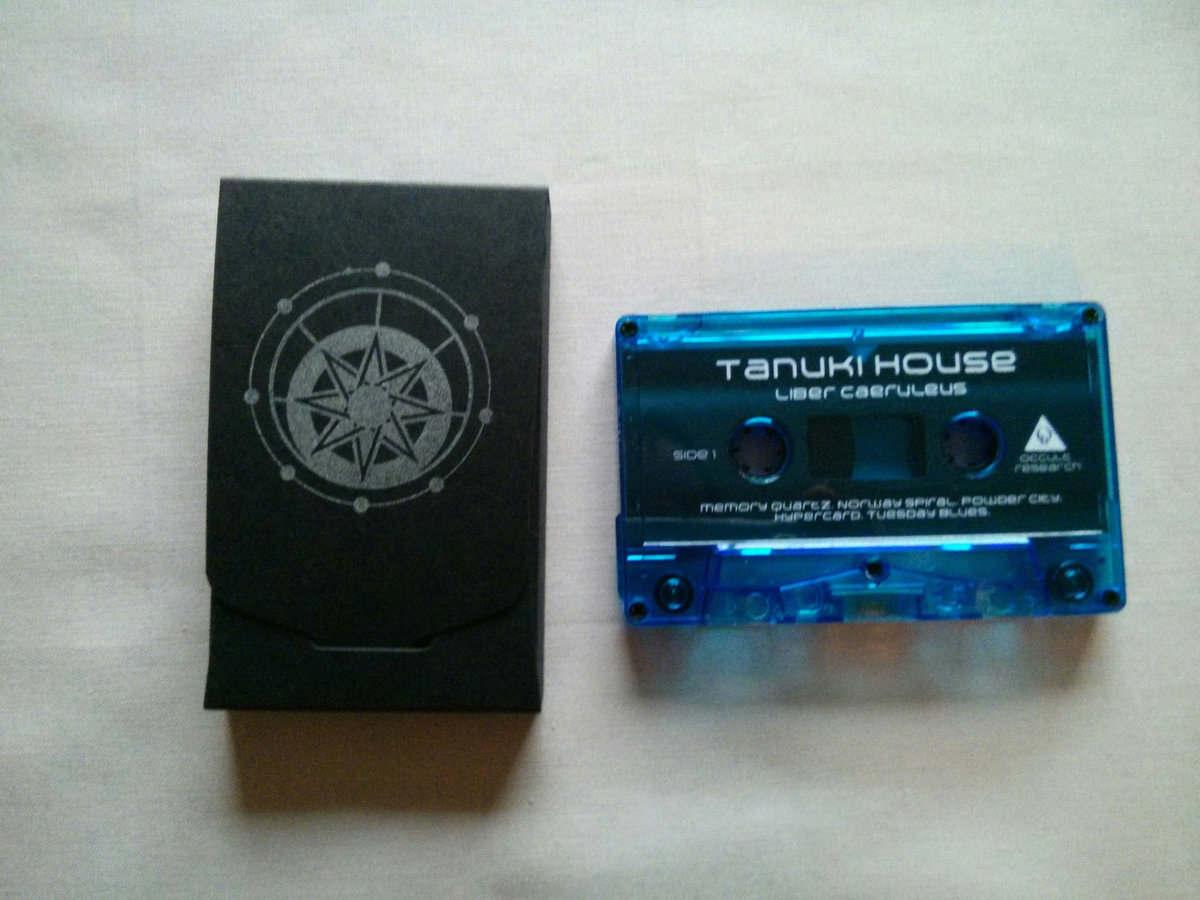 Tanuki House
Liber Caeruleus
Side 1
Occult
Research
Memory Quartz. Norway Spiral. Powder City.
Hypercard. Tuesday Blues.